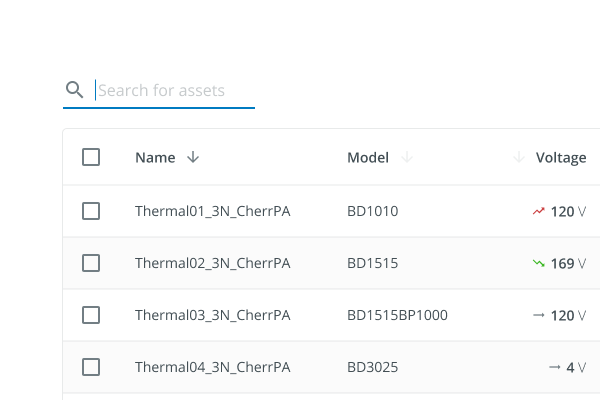 Search for assets
Name Model Voltage
Thermal01_3N_CherrPA BD1010 120 V
Thermal02_3N_CherrPA BD1515 169 V
Thermal03_3N_CherrPA BD1515BP1000 120 V
Thermal04_3N_CherrPA BD3025 4 V